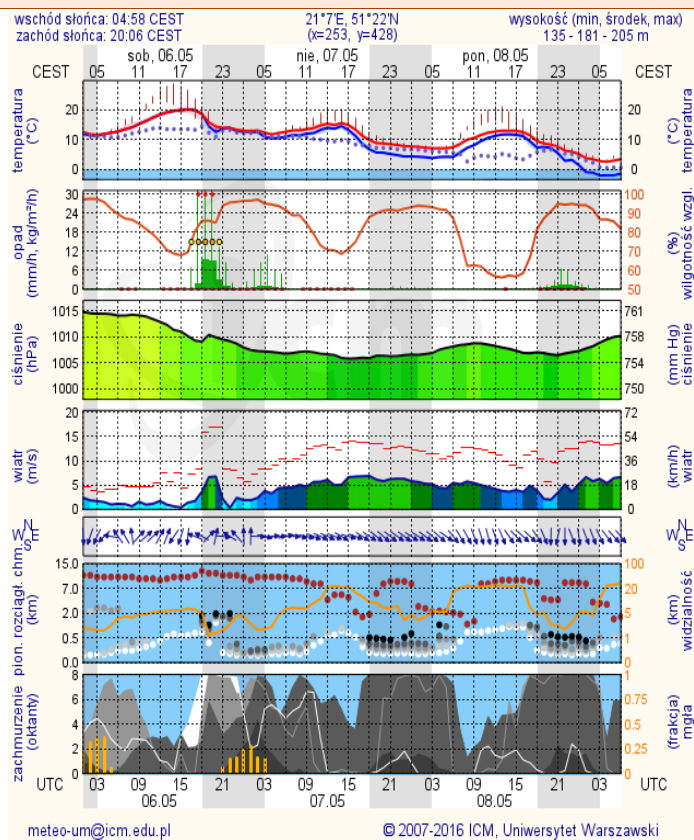 wschód słońca: 04:58 CEST 21°7'E, 51°22'N wysokość (min, środek, max)
zachód słońca: 20:06 CEST (x=253, y=428) 135 - 181 - 205 m
sob, 06.05 nie, 07.05 pon, 08.05
CEST 05 11 17 23 05 11 17 23 05 11 17 23 05 CEST
temperatura (°C)
20 20
10 10
0 0
temperatura (°C)
opad (mm/h, kg/m²/h)
30 100
24 90
18 80
12 70
6 60
0 50
wilgotność wzgl. (%)
ciśnienie (hPa)
1015 761
1010 758
1005 754
1000 750
(mm Hg) ciśnienie
wiatr (m/s)
20 72
15 54
10 36
5 18
0 0
(km/h) wiatr
N N
W E W E
S S
pion. rozciągł. chm. (km)
15.0 100
7.0 20
2.0 5
0.5 1
0.0 0
(km) widzialność
zachmurzenie (oktanty)
8 1
6 0.75
4 0.5
2 0.25
0 0
(frakcja) mgła
UTC 03 09 15 21 03 09 15 21 03 09 15 21 03 UTC
06.05 07.05 08.05
meteo-um@icm.edu.pl © 2007-2016 ICM, Uniwersytet Warszawski